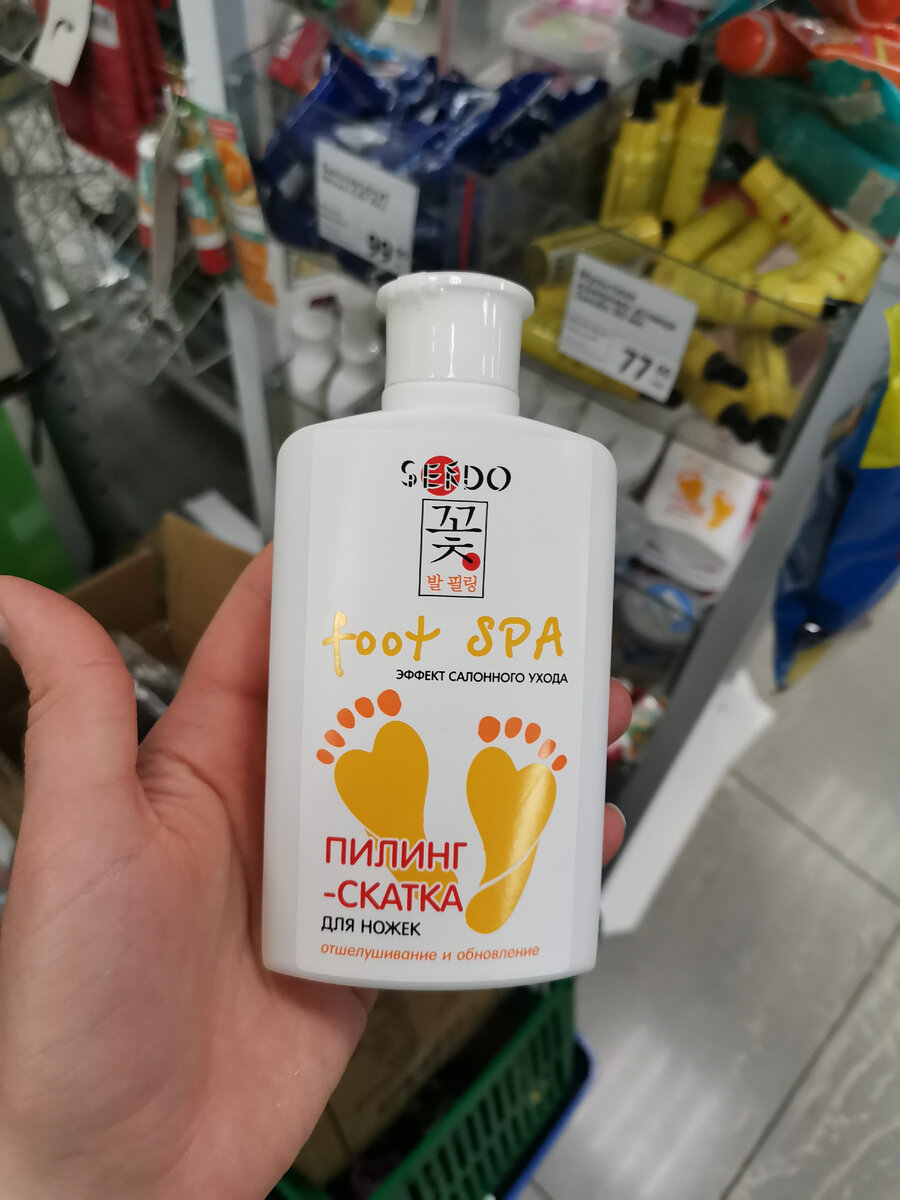 99
77
SENDO
꽃
발 필링
foot SPA
ЭФФЕКТ САЛОННОГО УХОДА
ПИЛИНГ
-СКАТКА
ДЛЯ НОЖЕК
отшелушивание и обновление